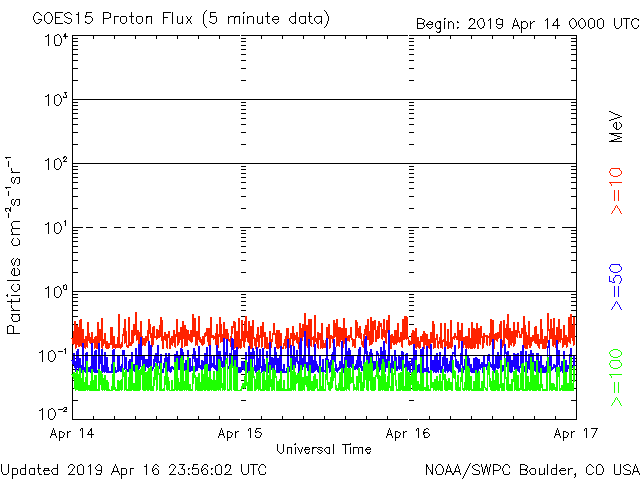 GOES15 Proton Flux (5 minute data)
Begin: 2019 Apr 14 0000 UTC
10⁴
10³
10²
10¹
10⁰
10⁻¹
10⁻²
Particles cm⁻²s⁻¹sr⁻¹
MeV
>=10
>=50
>=100
Apr 14
Apr 15
Apr 16
Apr 17
Universal Time
Updated 2019 Apr 16 23:56:02 UTC
NOAA/SWPC Boulder, CO USA